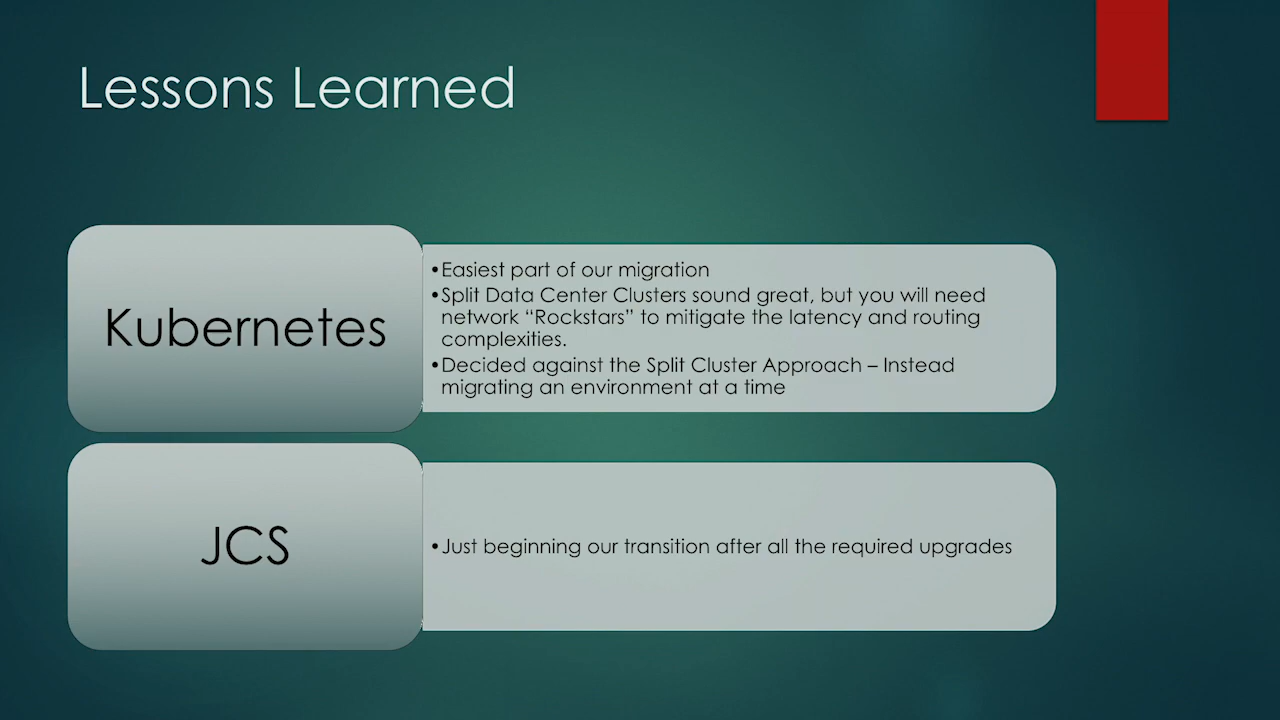 Lessons Learned
Kubernetes
•Easiest part of our migration
•Split Data Center Clusters sound great, but you will need
network “Rockstars” to mitigate the latency and routing
complexities.
•Decided against the Split Cluster Approach – Instead
migrating an environment at a time
JCS
•Just beginning our transition after all the required upgrades